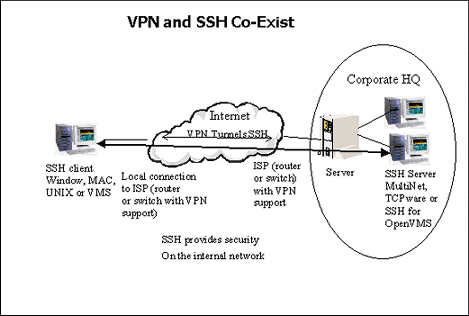 VPN and SSH Co-Exist
Corporate HQ
Internet
VPN Tunnels SSH
SSH client
Window, MAC,
UNIX or VMS
Local connection
to ISP (router
or switch with VPN
support)
ISP (router
or switch)
with VPN
support
Server
SSH Server
MultiNet,
TCPware or
SSH for
OpenVMS
SSH provides security
On the internal network